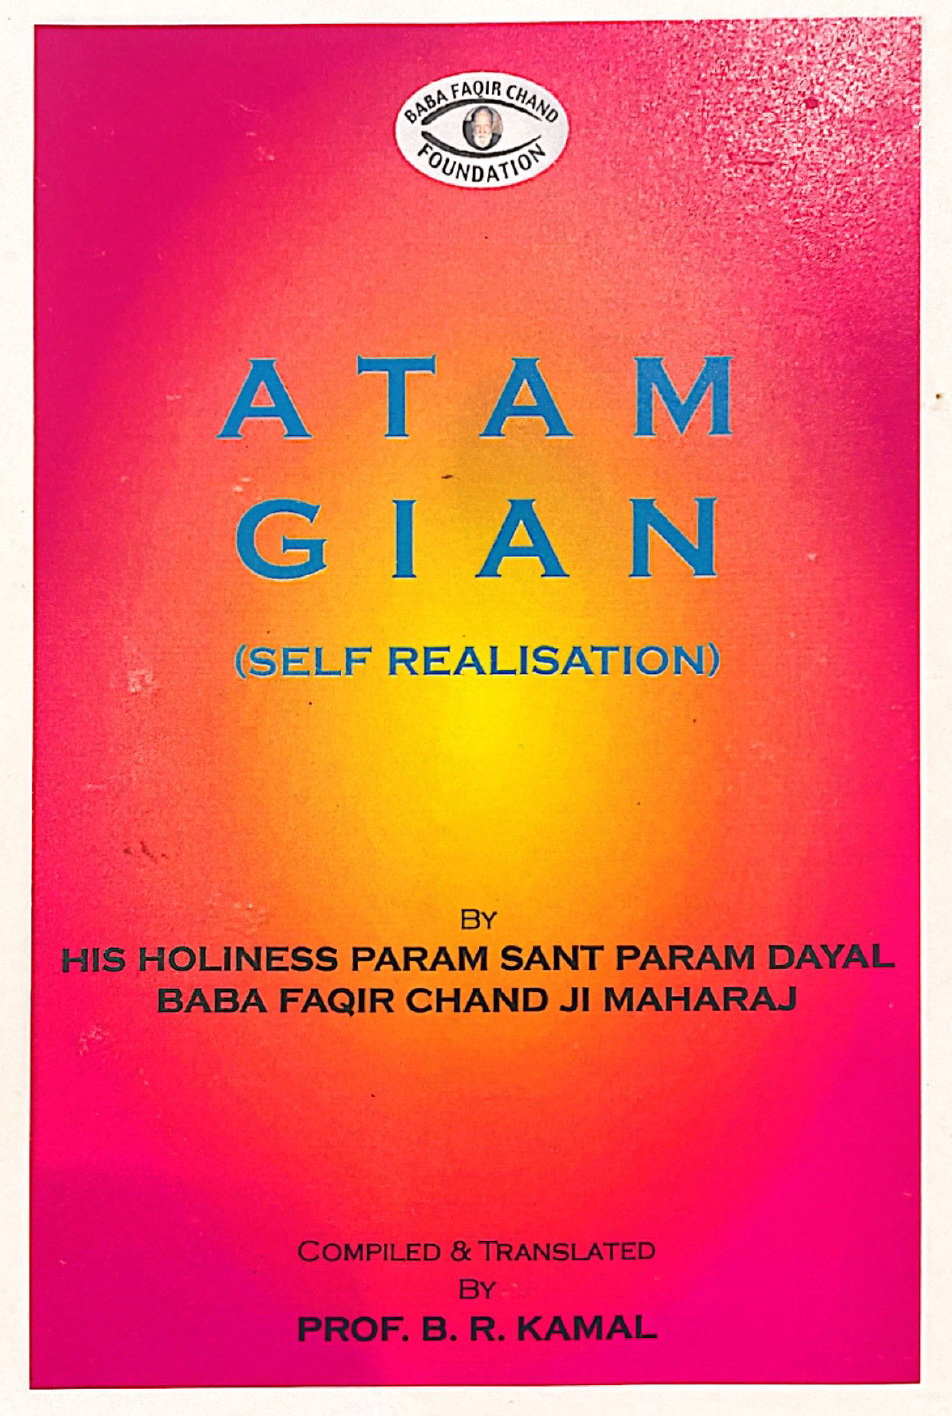 BABA FAQIR CHAND
FOUNDATION
ATAM
GIAN
(SELF REALISATION)
BY
HIS HOLINESS PARAM SANT PARAM DAYAL
BABA FAQIR CHAND JI MAHARAJ
COMPILED & TRANSLATED
BY
PROF. B. R. KAMAL